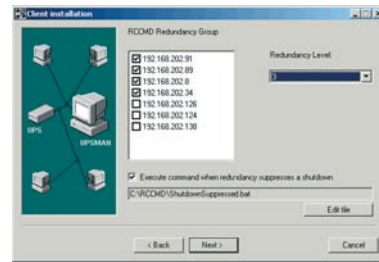 Client installation
RCCMD Redundancy Group
192.168.202.91
192.168.202.89
192.168.202.8
192.168.202.34
192.168.202.126
192.168.202.124
192.168.202.138
Redundancy Level:
3
UPS
UPSMAN
Execute command when redundancy suppresses a shutdown
C:\RCCMD\ShutdownSuppressed.bat
Edit file
< Back
Next >
Cancel